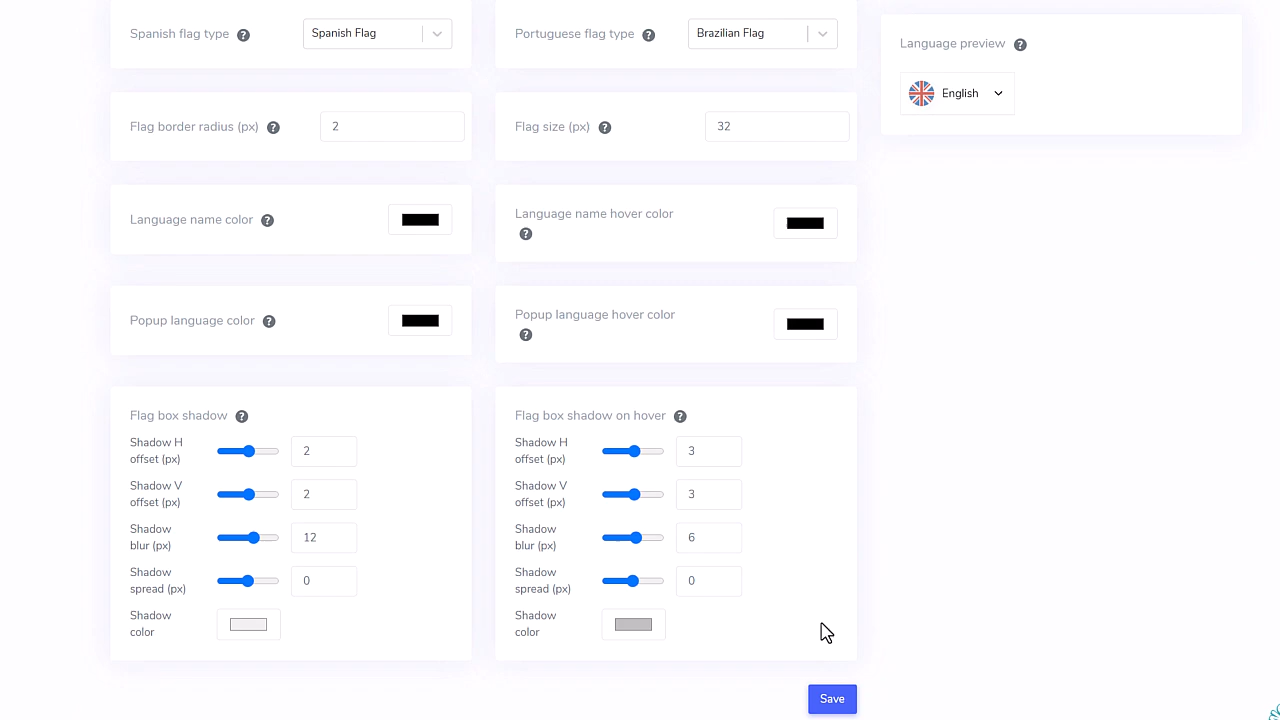 Spanish flag type ?
Spanish Flag
Portuguese flag type ?
Brazilian Flag
Language preview ?
English
Flag border radius (px) ?
2
Flag size (px) ?
32
Language name color ?
Language name hover color
?
Popup language color ?
Popup language hover color
?
Flag box shadow ?
Shadow H
offset (px)
2
Shadow V
offset (px)
2
Shadow
blur (px)
12
Shadow
spread (px)
0
Shadow
color
Flag box shadow on hover ?
Shadow H
offset (px)
3
Shadow V
offset (px)
3
Shadow
blur (px)
6
Shadow
spread (px)
0
Shadow
color
Save